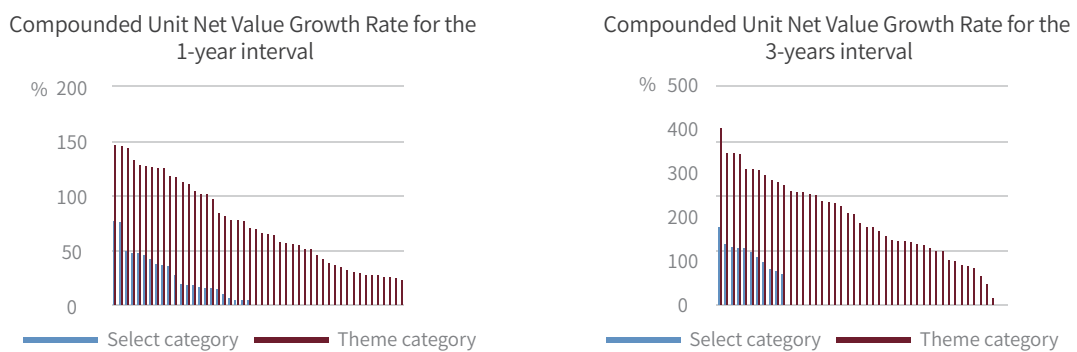 Compounded Unit Net Value Growth Rate for the
1-year interval
% 200
150
100
50
0
Select category
Theme category
Compounded Unit Net Value Growth Rate for the
3-years interval
% 500
400
300
200
100
0
Select category
Theme category